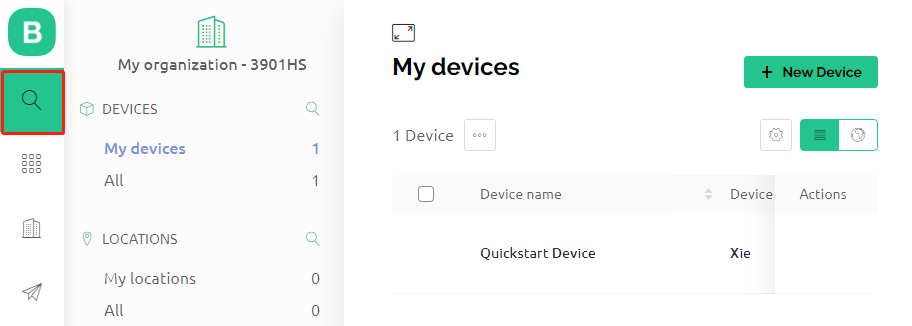 B
My organization - 3901HS
DEVICES
My devices 1
All 1
LOCATIONS
My locations 0
All 0
My devices
+ New Device
1 Device
Device name Device Actions
Quickstart Device Xie